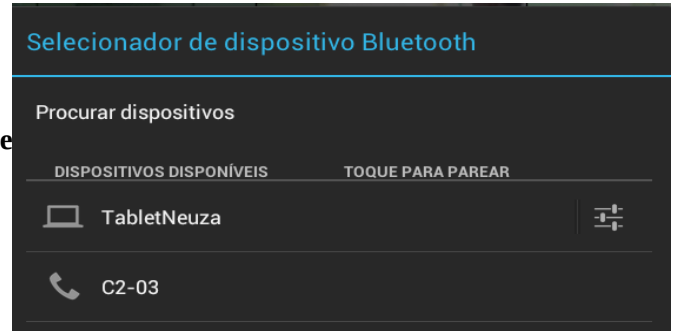 Selecionador de dispositivo Bluetooth
Procurar dispositivos
e
DISPOSITIVOS DISPONÍVEIS TOQUE PARA PAREAR
TabletNeuza
C2-03